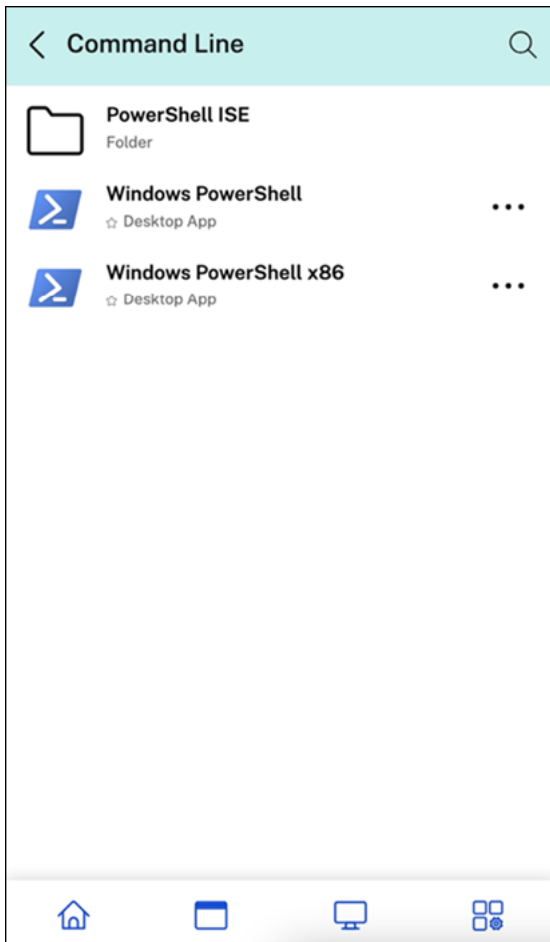 Command Line
PowerShell ISE
Folder
Windows PowerShell
Desktop App
Windows PowerShell x86
Desktop App